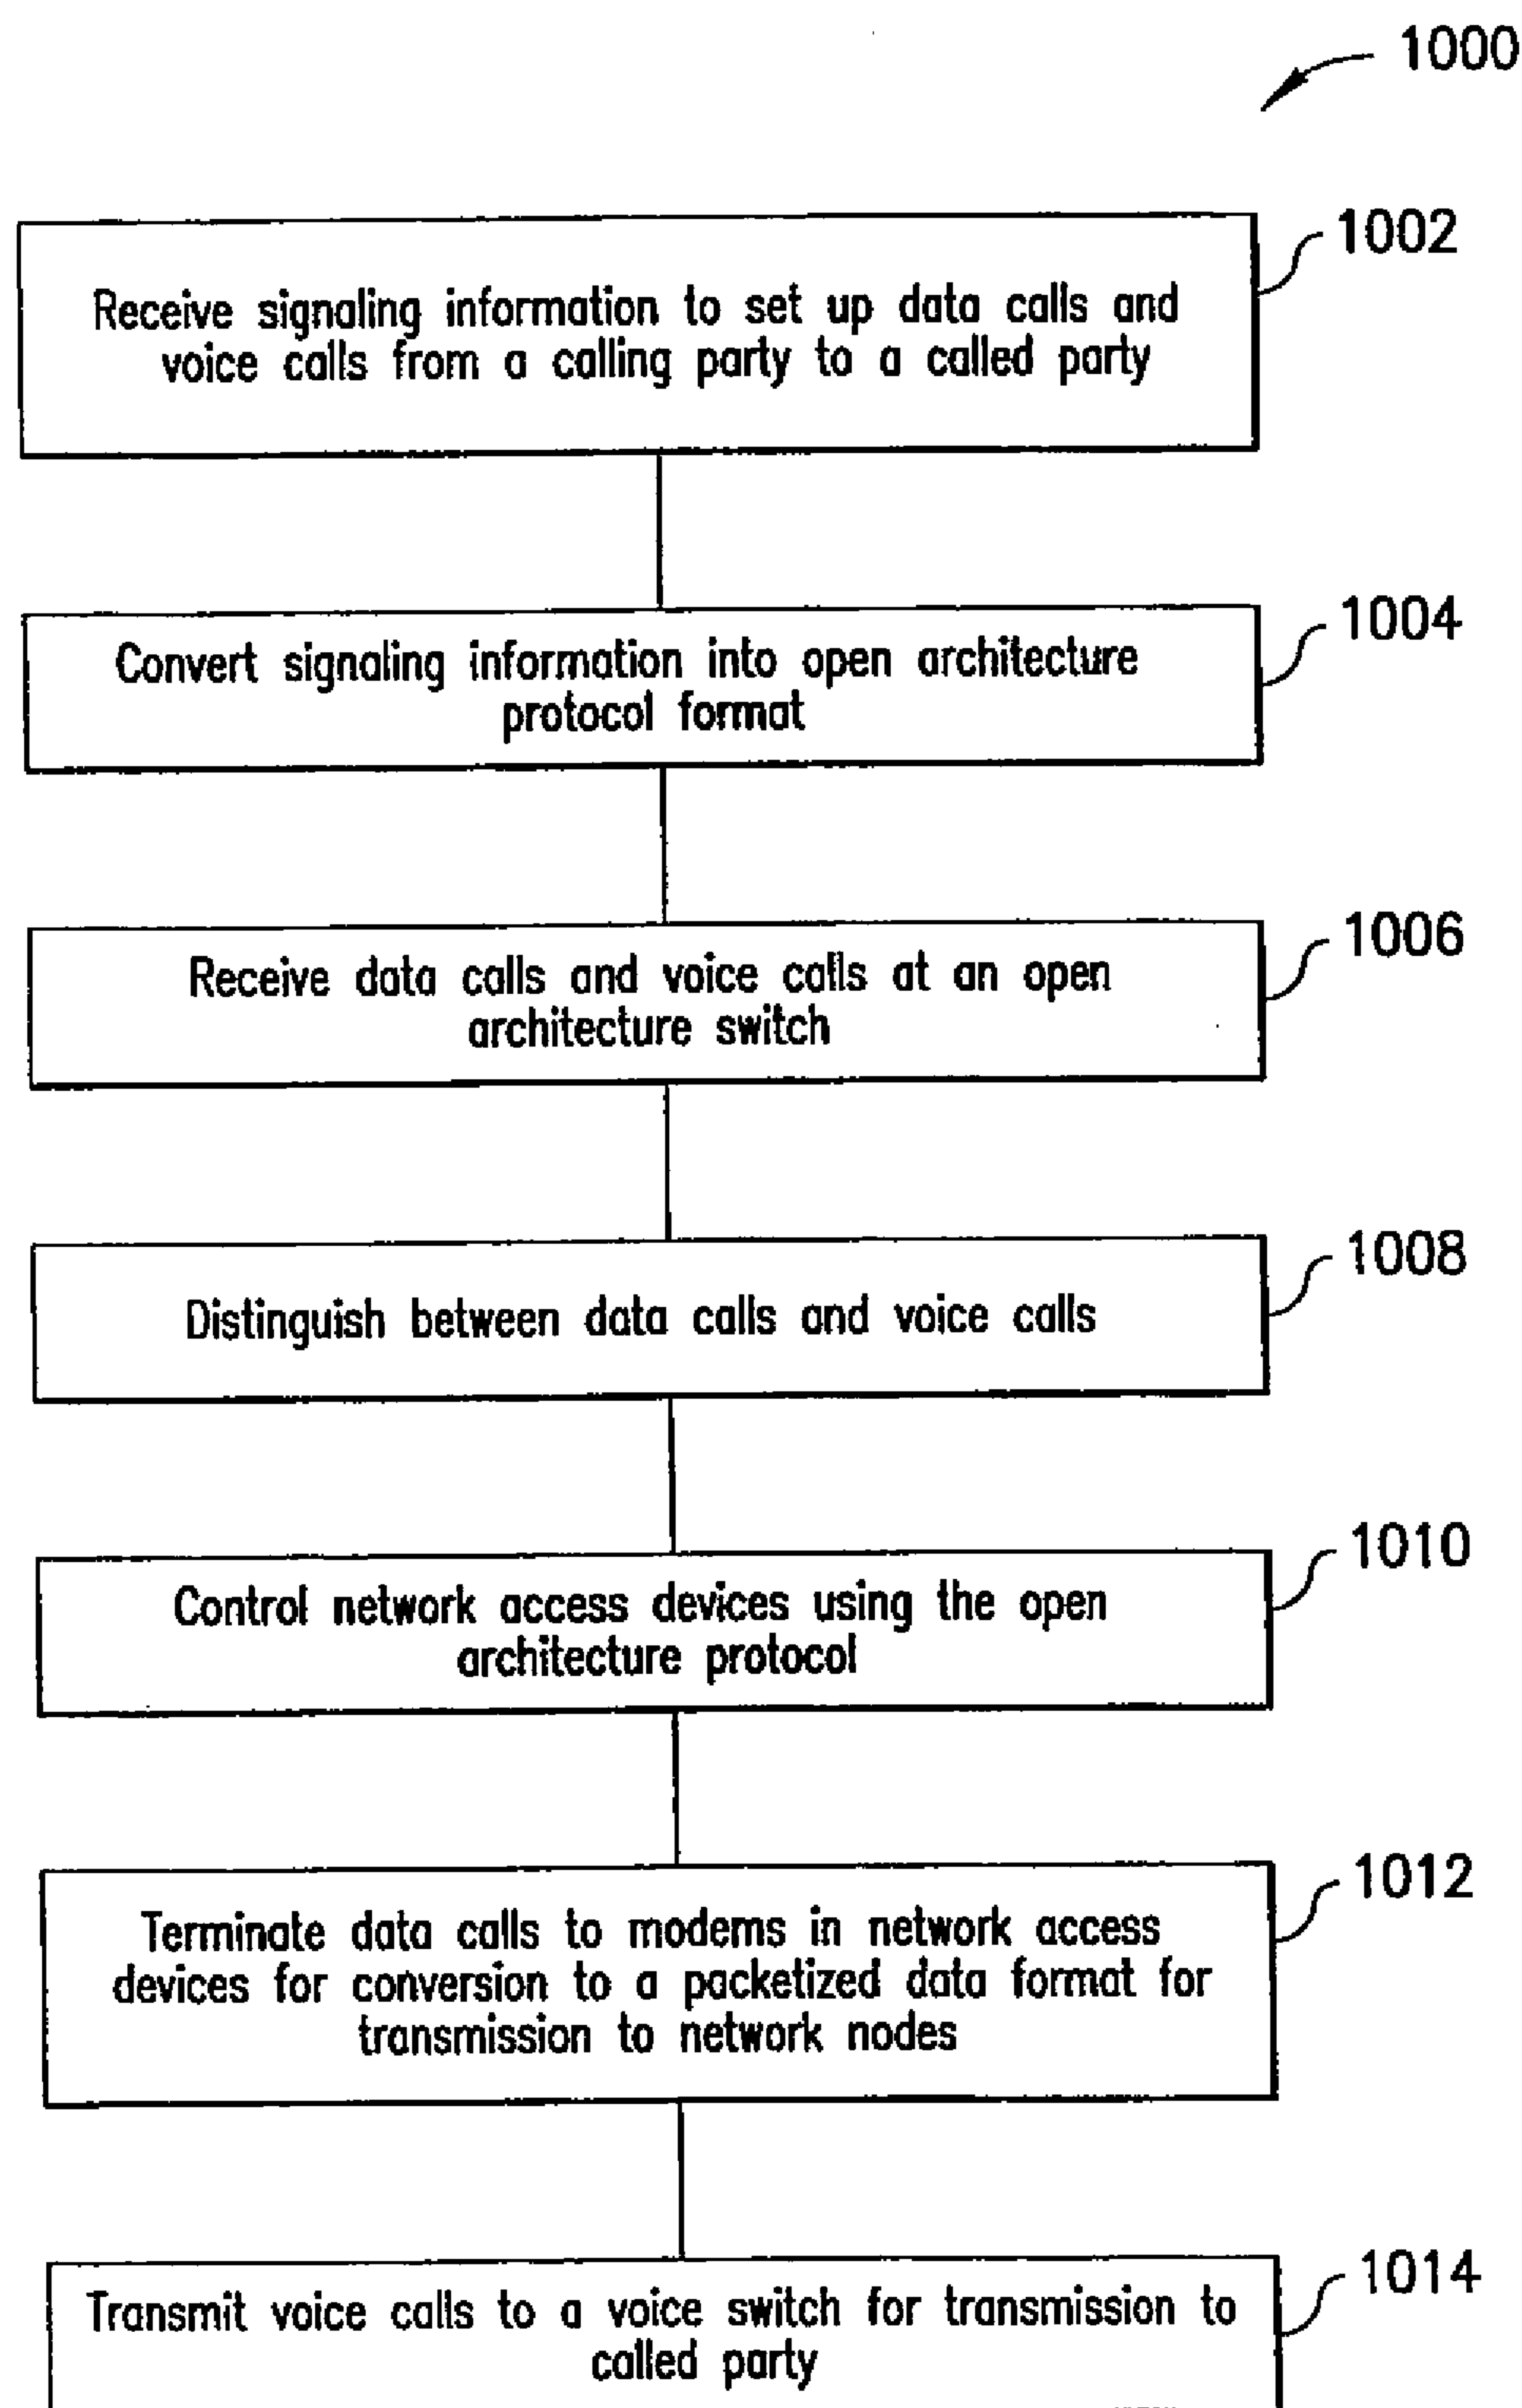 1000
1002
Receive signaling information to set up data calls and
voice calls from a calling party to a called party
1004
Convert signaling information into open architecture
protocol format
1006
Receive data calls and voice calls at an open
architecture switch
1008
Distinguish between data calls and voice calls
1010
Control network access devices using the open
architecture protocol
1012
Terminate data calls to modems in network access
devices for conversion to a packetized data format for
transmission to network nodes
1014
Transmit voice calls to a voice switch for transmission to
called party